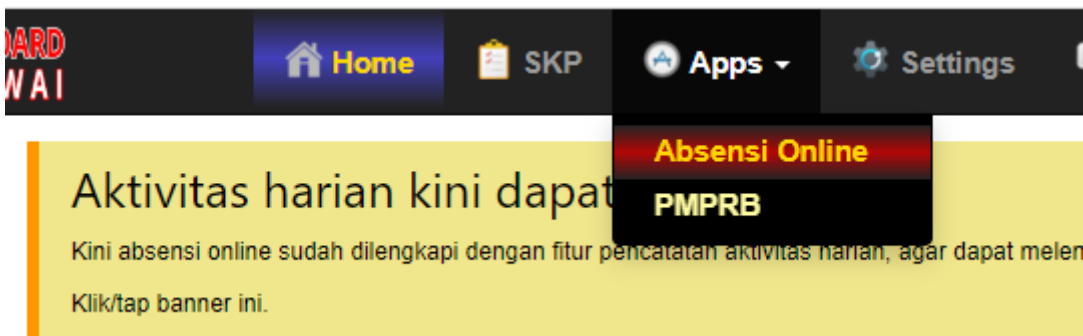 Home SKP Apps Settings
WAI
Absensi Online
PMPRB
Aktivitas harian kini dapat
Kini absensi online sudah dilengkapi dengan fitur pencatatan aktivitas harian, agar dapat melen
Klik/tap banner ini.